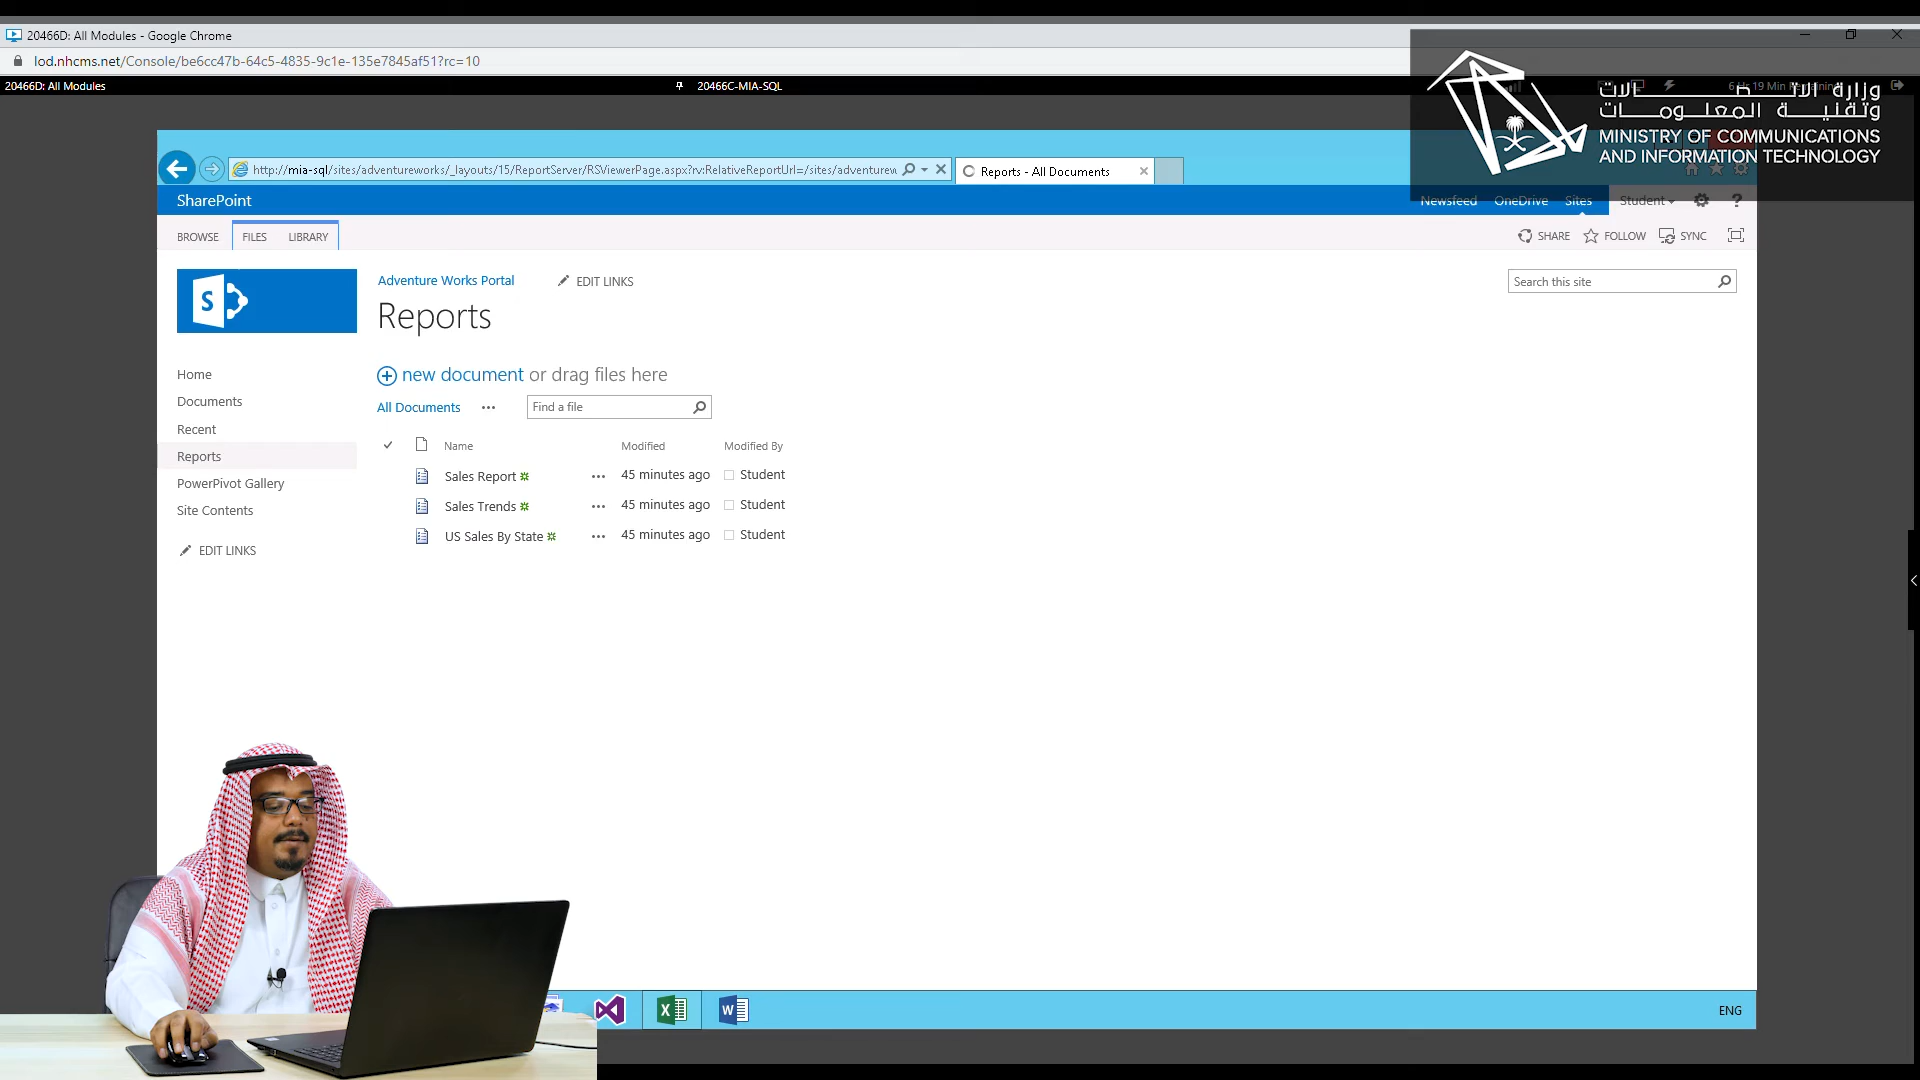 20466D: All Modules - Google Chrome
lod.nhcms.net/Console/be6cc47b-64c5-4835-9c1e-135e7845af51?rc=10
20466D: All Modules
20466C-MIA-SQL
وزارة الاتصالات
وتقنية المعلومات
MINISTRY OF COMMUNICATIONS
AND INFORMATION TECHNOLOGY
http://mia-sql/sites/adventureworks/_layouts/15/ReportServer/RSViewerPage.aspx?rv:RelativeReportUrl=/sites/adventurew
Reports - All Documents
SharePoint
Newsfeed OneDrive Sites Student ?
BROWSE FILES LIBRARY
SHARE FOLLOW SYNC
Adventure Works Portal
EDIT LINKS
Search this site
S
Reports
Home
Documents
Recent
Reports
PowerPivot Gallery
Site Contents
EDIT LINKS
new document or drag files here
All Documents ...
Find a file
Name Modified Modified By
Sales Report ... 45 minutes ago Student
Sales Trends ... 45 minutes ago Student
US Sales By State ... 45 minutes ago Student
ENG